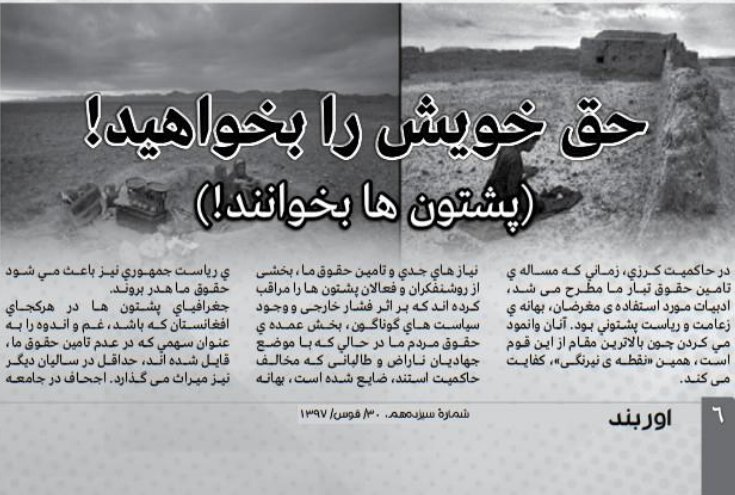 حق خویش را بخواهید!
(پشتون ها بخوانند!)
در حاکمیت کرزی، زمانی که مساله ی
تامین حقوق تبار ما مطرح می شد،
ادبیات مورد استفاده ی مغرضان، بهانه ی
زعامت و ریاست پشتونی بود. آنان وانمود
می کردن چون بالاترین مقام از این قوم
است، همین «نقطه ی نیرنگی»، کفایت
می کند.
نیاز های جدی و تامین حقوق ما، بخشی
از روشنفکران و فعالان پشتون ها را مراقب
کرده اند که بر اثر فشار خارجی و وجود
سیاست های گوناگون، بخش عمده ی
حقوق مردم ما در حالی که با موضع
جهادیان ناراض و طالبانی که مخالف
حاکمیت استند، ضایع شده است، بهانه
ی ریاست جمهوری نیز باعث می شود
حقوق ما هدر بروند.
جغرافیای پشتون ها در هرکجای
افغانستان که باشد، غم و اندوه را به
عنوان سهمی که در عدم تامین حقوق ما،
قایل شده اند، حداقل در سالیان دیگر
نیز میراث می گذارد. اجحاف در جامعه
۶
اوربند
شمارۀ سیزدهم، ۳۰/ قوس/ ۱۳۹۷